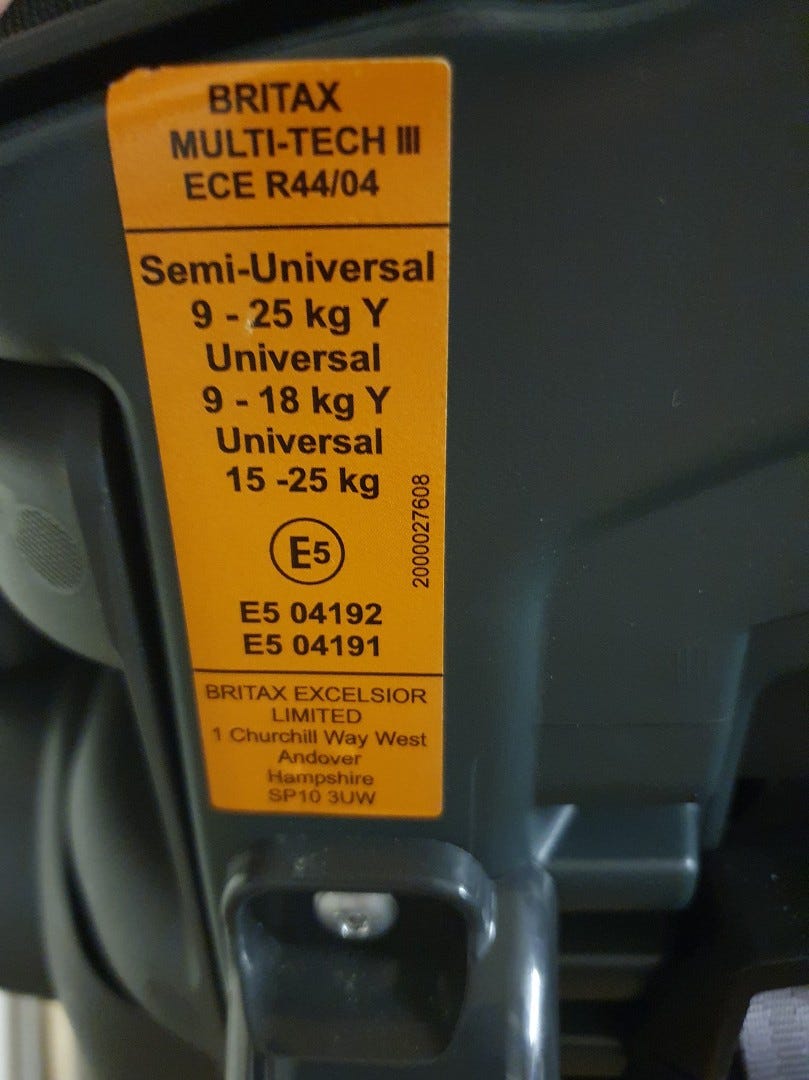 BRITAX
MULTI-TECH III
ECE R44/04
Semi-Universal
9 - 25 kg Y
Universal
9 - 18 kg Y
Universal
15 -25 kg
E5
2000027608
E5 04192
E5 04191
BRITAX EXCELSIOR
LIMITED
1 Churchill Way West
Andover
Hampshire
SP10 3UW